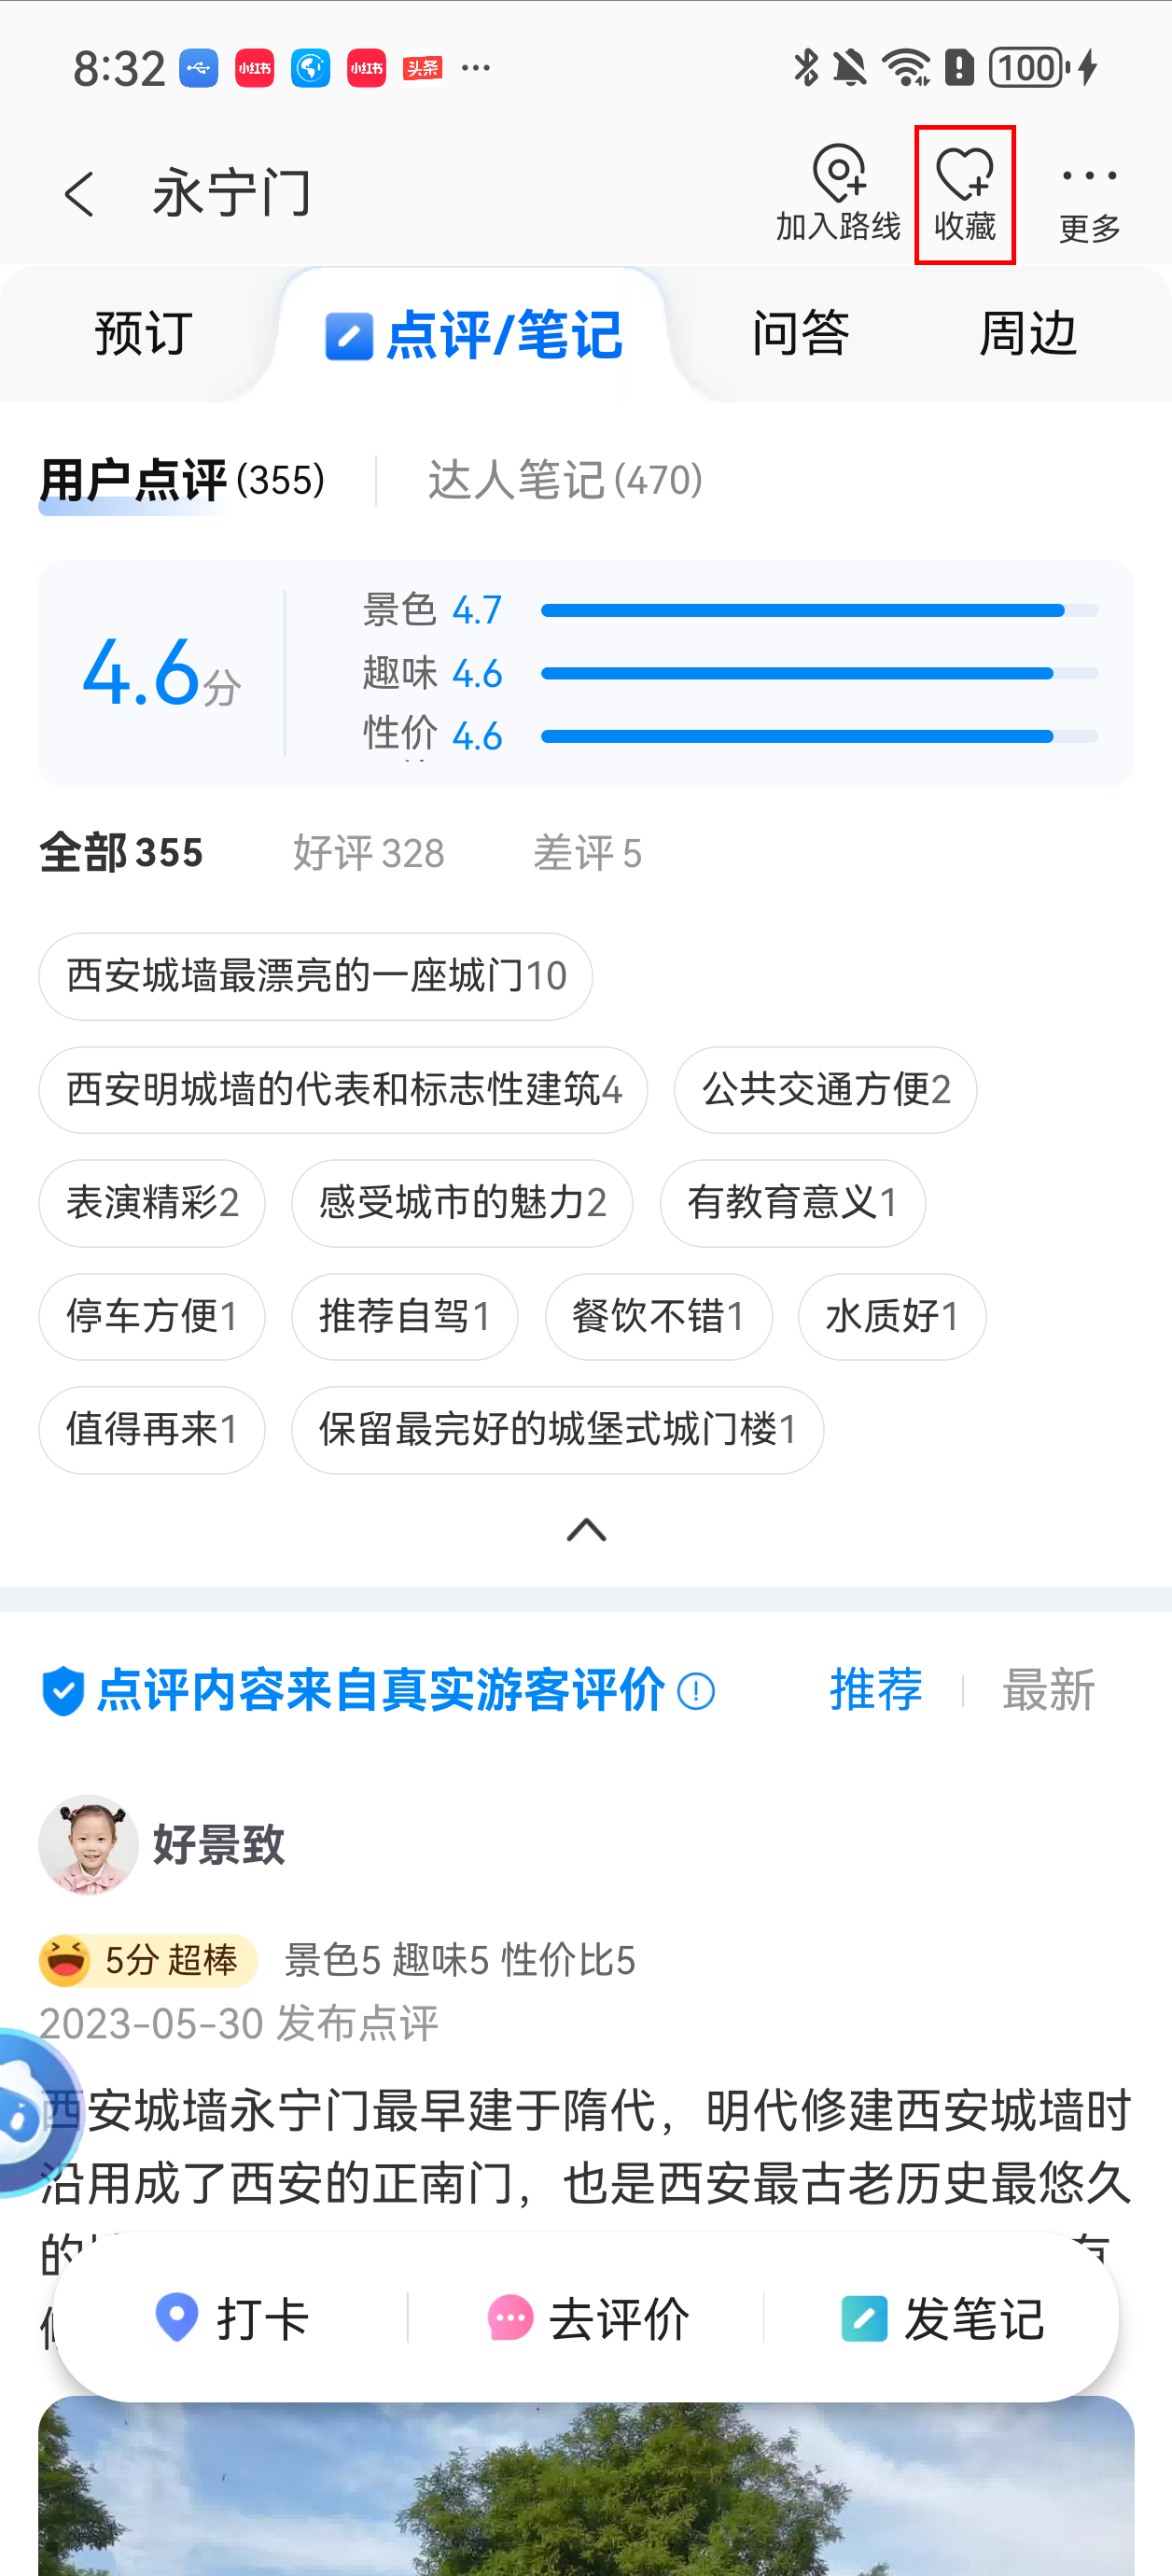 8:32
小红书
小红书
头条
100
永宁门
加入路线
收藏
更多
预订
点评/笔记
问答
周边
用户点评(355)
达人笔记(470)
4.6分
景色 4.7
趣味 4.6
性价 4.6
全部355
好评 328
差评 5
西安城墙最漂亮的一座城门10
西安明城墙的代表和标志性建筑4
公共交通方便2
表演精彩2
感受城市的魅力2
有教育意义1
停车方便1
推荐自驾1
餐饮不错1
水质好1
值得再来1
保留最完好的城堡式城门楼1
点评内容来自真实游客评价
推荐
最新
好景致
5分 超棒
景色5 趣味5 性价比5
2023-05-30 发布点评
西安城墙永宁门最早建于隋代，明代修建西安城墙时
沿用成了西安的正南门，也是西安最古老历史最悠久
的
打卡
去评价
发笔记